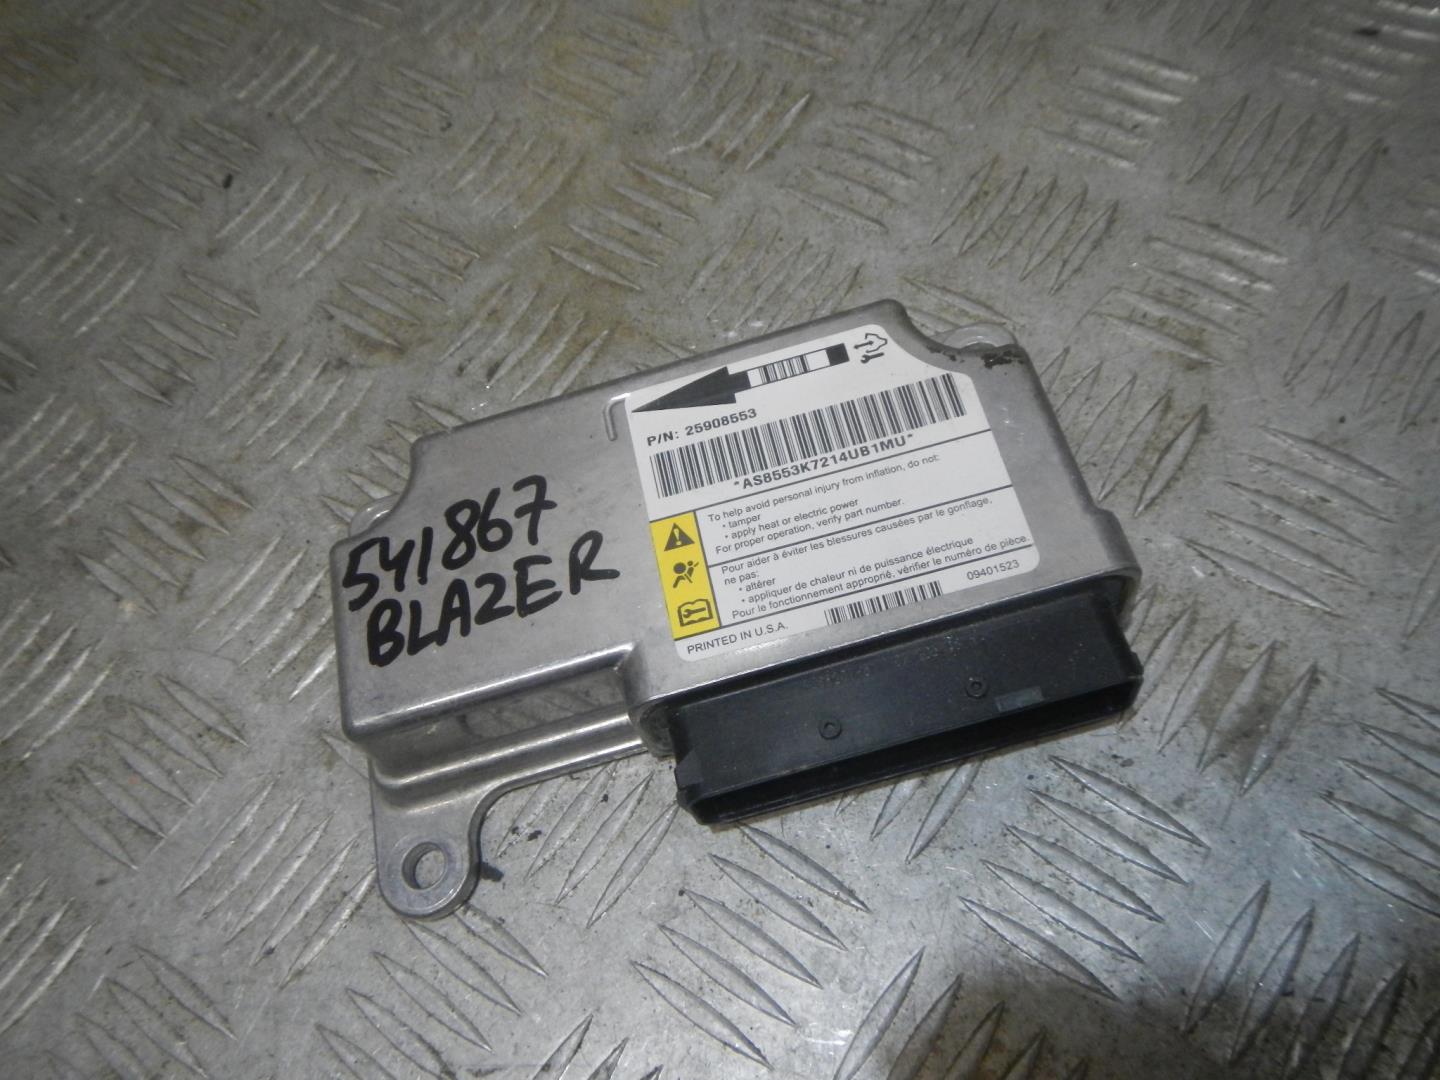 541867
BLAZER
P/N: 25908553
*AS8553K7214UB1MU*
To help avoid personal injury from inflation, do not:
• tamper
• apply heat or electric power
For proper operation, verify part number.
Pour aider à éviter les blessures causées par le gonflage,
ne pas:
• altérer
• appliquer de chaleur ni de puissance électrique
Pour le fonctionnement approprié, vérifier le numéro de pièce.
PRINTED IN U.S.A.
09401523